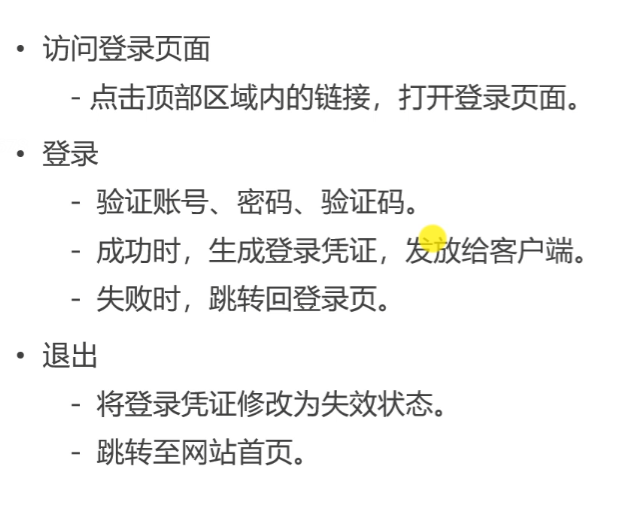 • 访问登录页面
- 点击顶部区域内的链接，打开登录页面。
• 登录
- 验证账号、密码、验证码。
- 成功时，生成登录凭证，发放给客户端。
- 失败时，跳转回登录页。
• 退出
- 将登录凭证修改为失效状态。
- 跳转至网站首页。